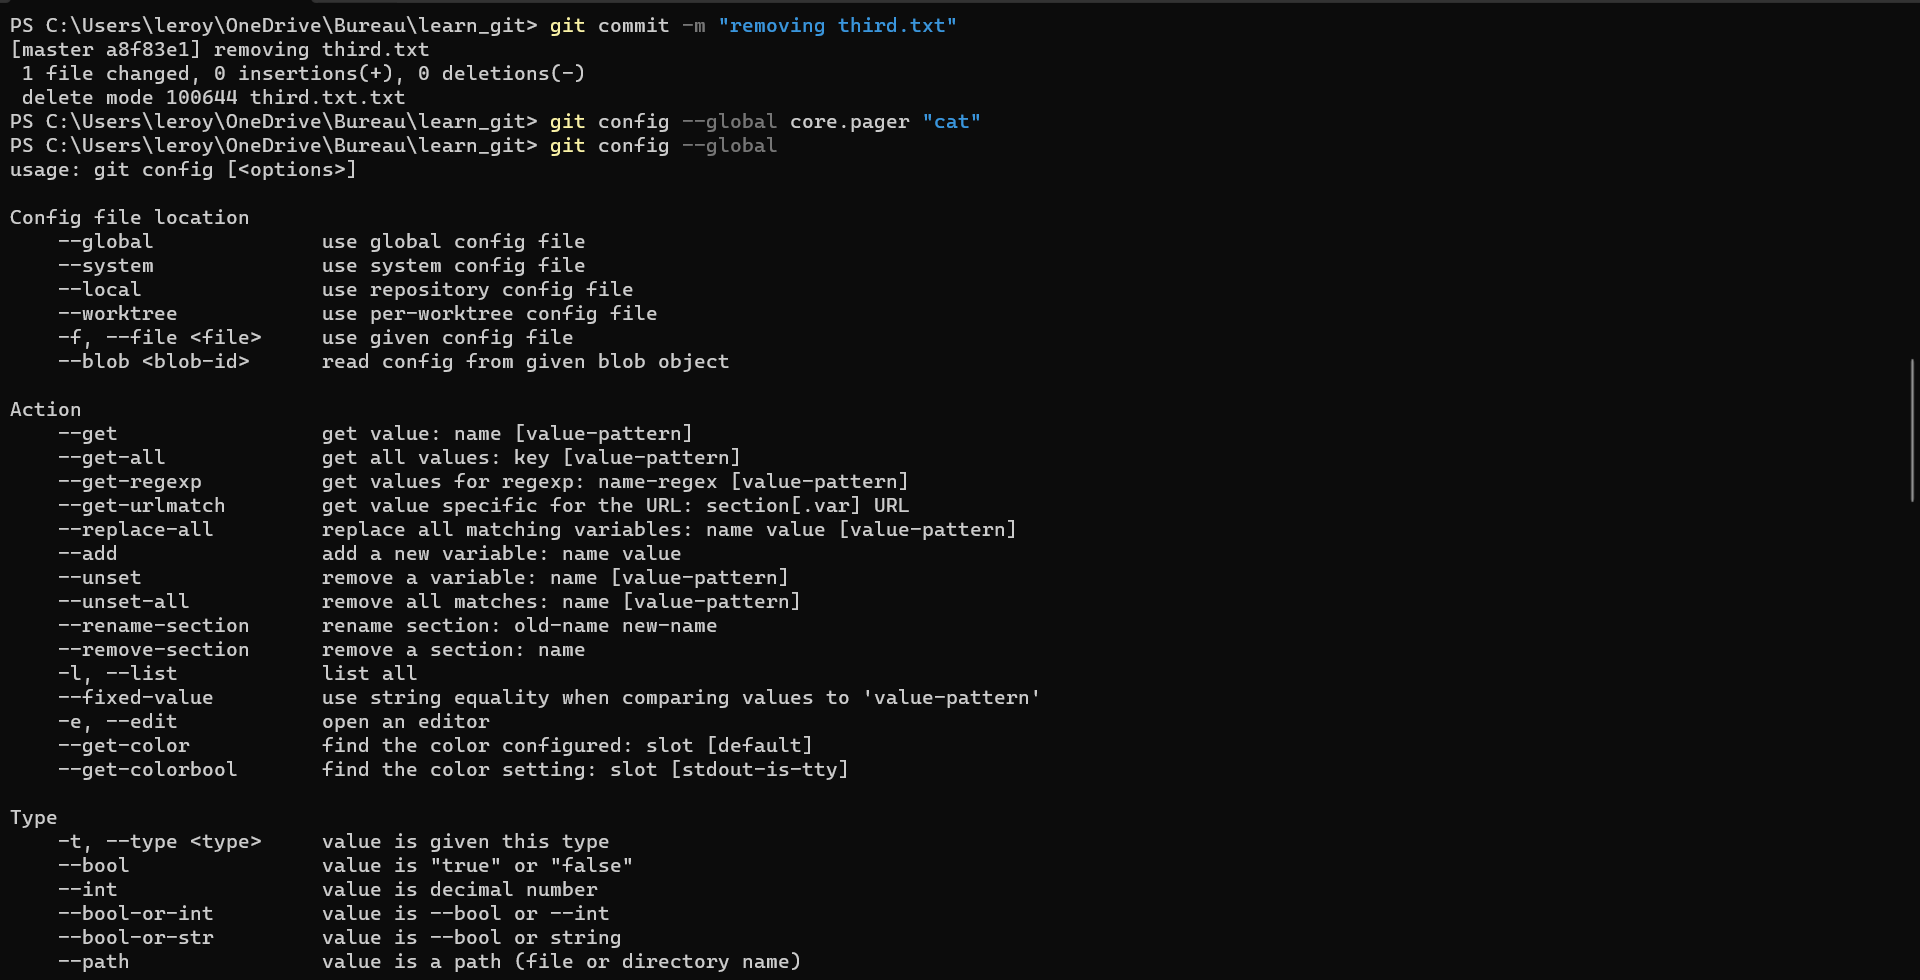 PS C:\Users\leroy\OneDrive\Bureau\learn_git> git commit -m "removing third.txt"
[master a8f83e1] removing third.txt
 1 file changed, 0 insertions(+), 0 deletions(-)
 delete mode 100644 third.txt.txt
PS C:\Users\leroy\OneDrive\Bureau\learn_git> git config --global core.pager "cat"
PS C:\Users\leroy\OneDrive\Bureau\learn_git> git config --global
usage: git config [<options>]

Config file location
    --global              use global config file
    --system              use system config file
    --local               use repository config file
    --worktree            use per-worktree config file
    -f, --file <file>     use given config file
    --blob <blob-id>      read config from given blob object

Action
    --get                 get value: name [value-pattern]
    --get-all             get all values: key [value-pattern]
    --get-regexp          get values for regexp: name-regex [value-pattern]
    --get-urlmatch        get value specific for the URL: section[.var] URL
    --replace-all         replace all matching variables: name value [value-pattern]
    --add                 add a new variable: name value
    --unset               remove a variable: name [value-pattern]
    --unset-all           remove all matches: name [value-pattern]
    --rename-section      rename section: old-name new-name
    --remove-section      remove a section: name
    -l, --list            list all
    --fixed-value         use string equality when comparing values to 'value-pattern'
    -e, --edit            open an editor
    --get-color           find the color configured: slot [default]
    --get-colorbool       find the color setting: slot [stdout-is-tty]

Type
    -t, --type <type>     value is given this type
    --bool                value is "true" or "false"
    --int                 value is decimal number
    --bool-or-int         value is --bool or --int
    --bool-or-str         value is --bool or string
    --path                value is a path (file or directory name)